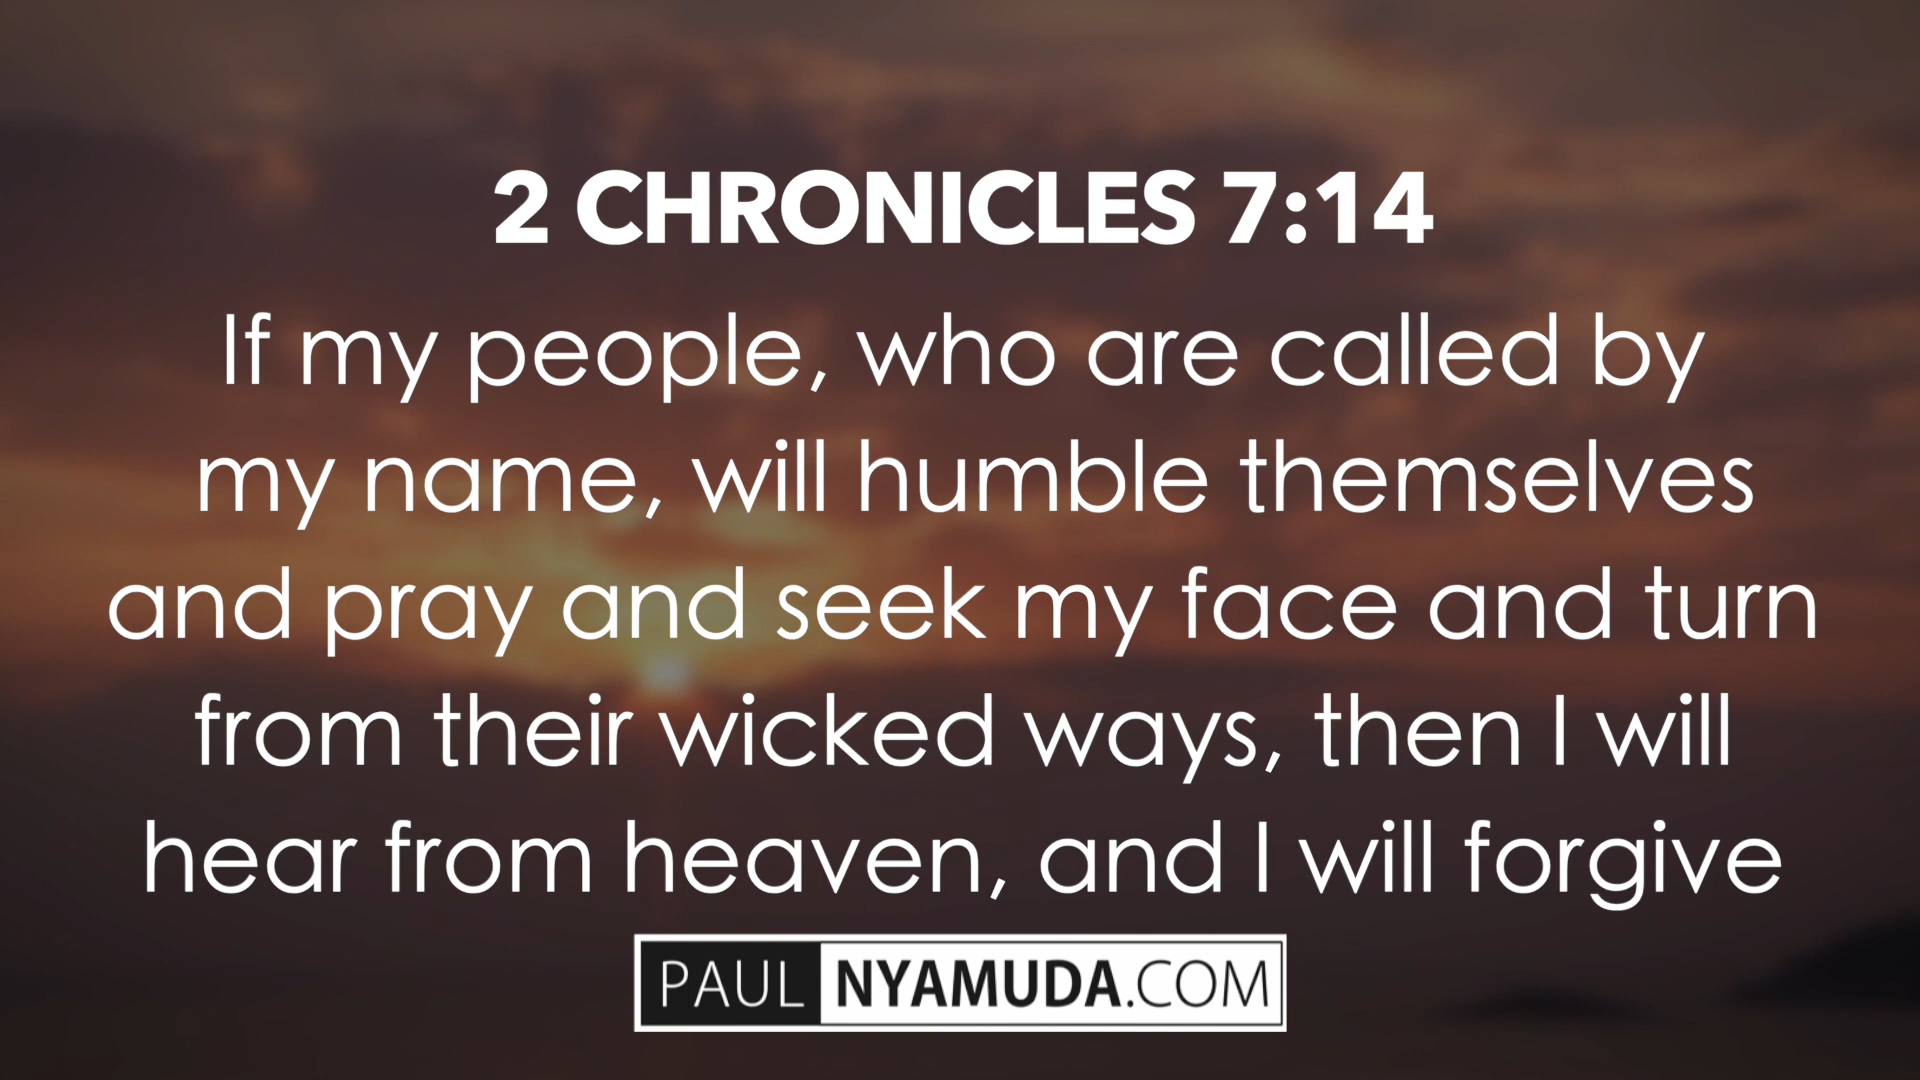 2 CHRONICLES 7:14
If my people, who are called by
my name, will humble themselves
and pray and seek my face and turn
from their wicked ways, then I will
hear from heaven, and I will forgive
PAUL NYAMUDA.COM